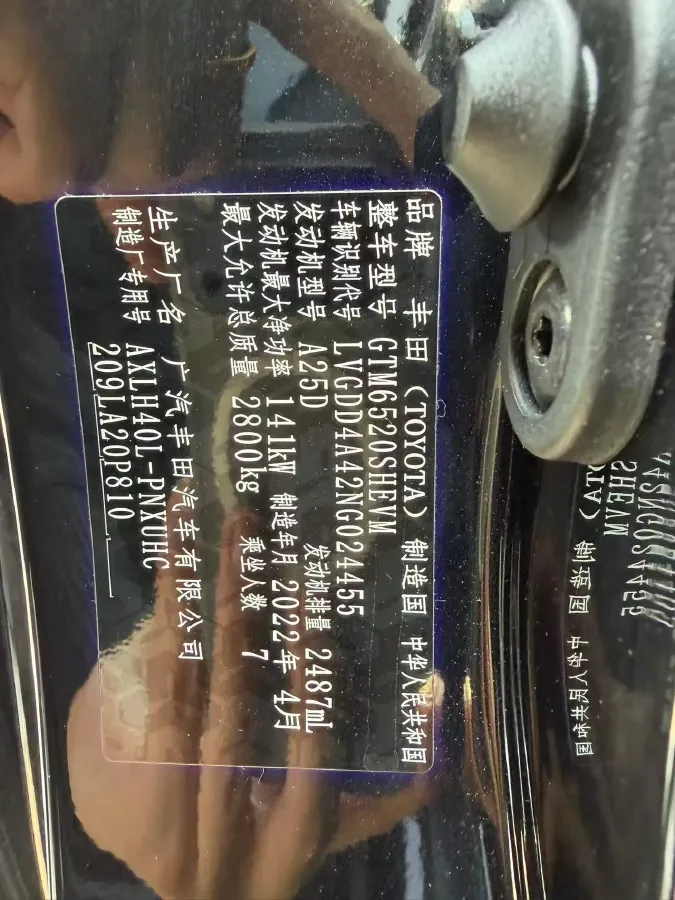 品牌 丰田 (TOYOTA) 制造国 中华人民共和国
整车型号 GTM6520SHEVM
车辆识别代号 LVGDD4A42NG024455
发动机型号 A25D 发动机排量 2487mL
发动机最大净功率 141kW 制造年月 2022年 4月
最大允许总质量 2800kg 乘坐人数 7
生产厂名 广汽丰田汽车有限公司
制造厂专用号 AXLH40L-PNXUHC
209LA20P810